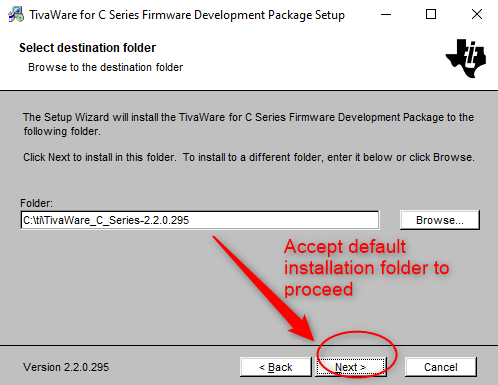 TivaWare for C Series Firmware Development Package Setup
Select destination folder
Browse to the destination folder
The Setup Wizard will install the TivaWare for C Series Firmware Development Package to the
following folder.
Click Next to install in this folder. To install to a different folder, enter it below or click Browse.
Folder:
C:\ti\TivaWare_C_Series-2.2.0.295
Browse...
Accept default
installation folder to
proceed
Version 2.2.0.295
< Back
Next >
Cancel